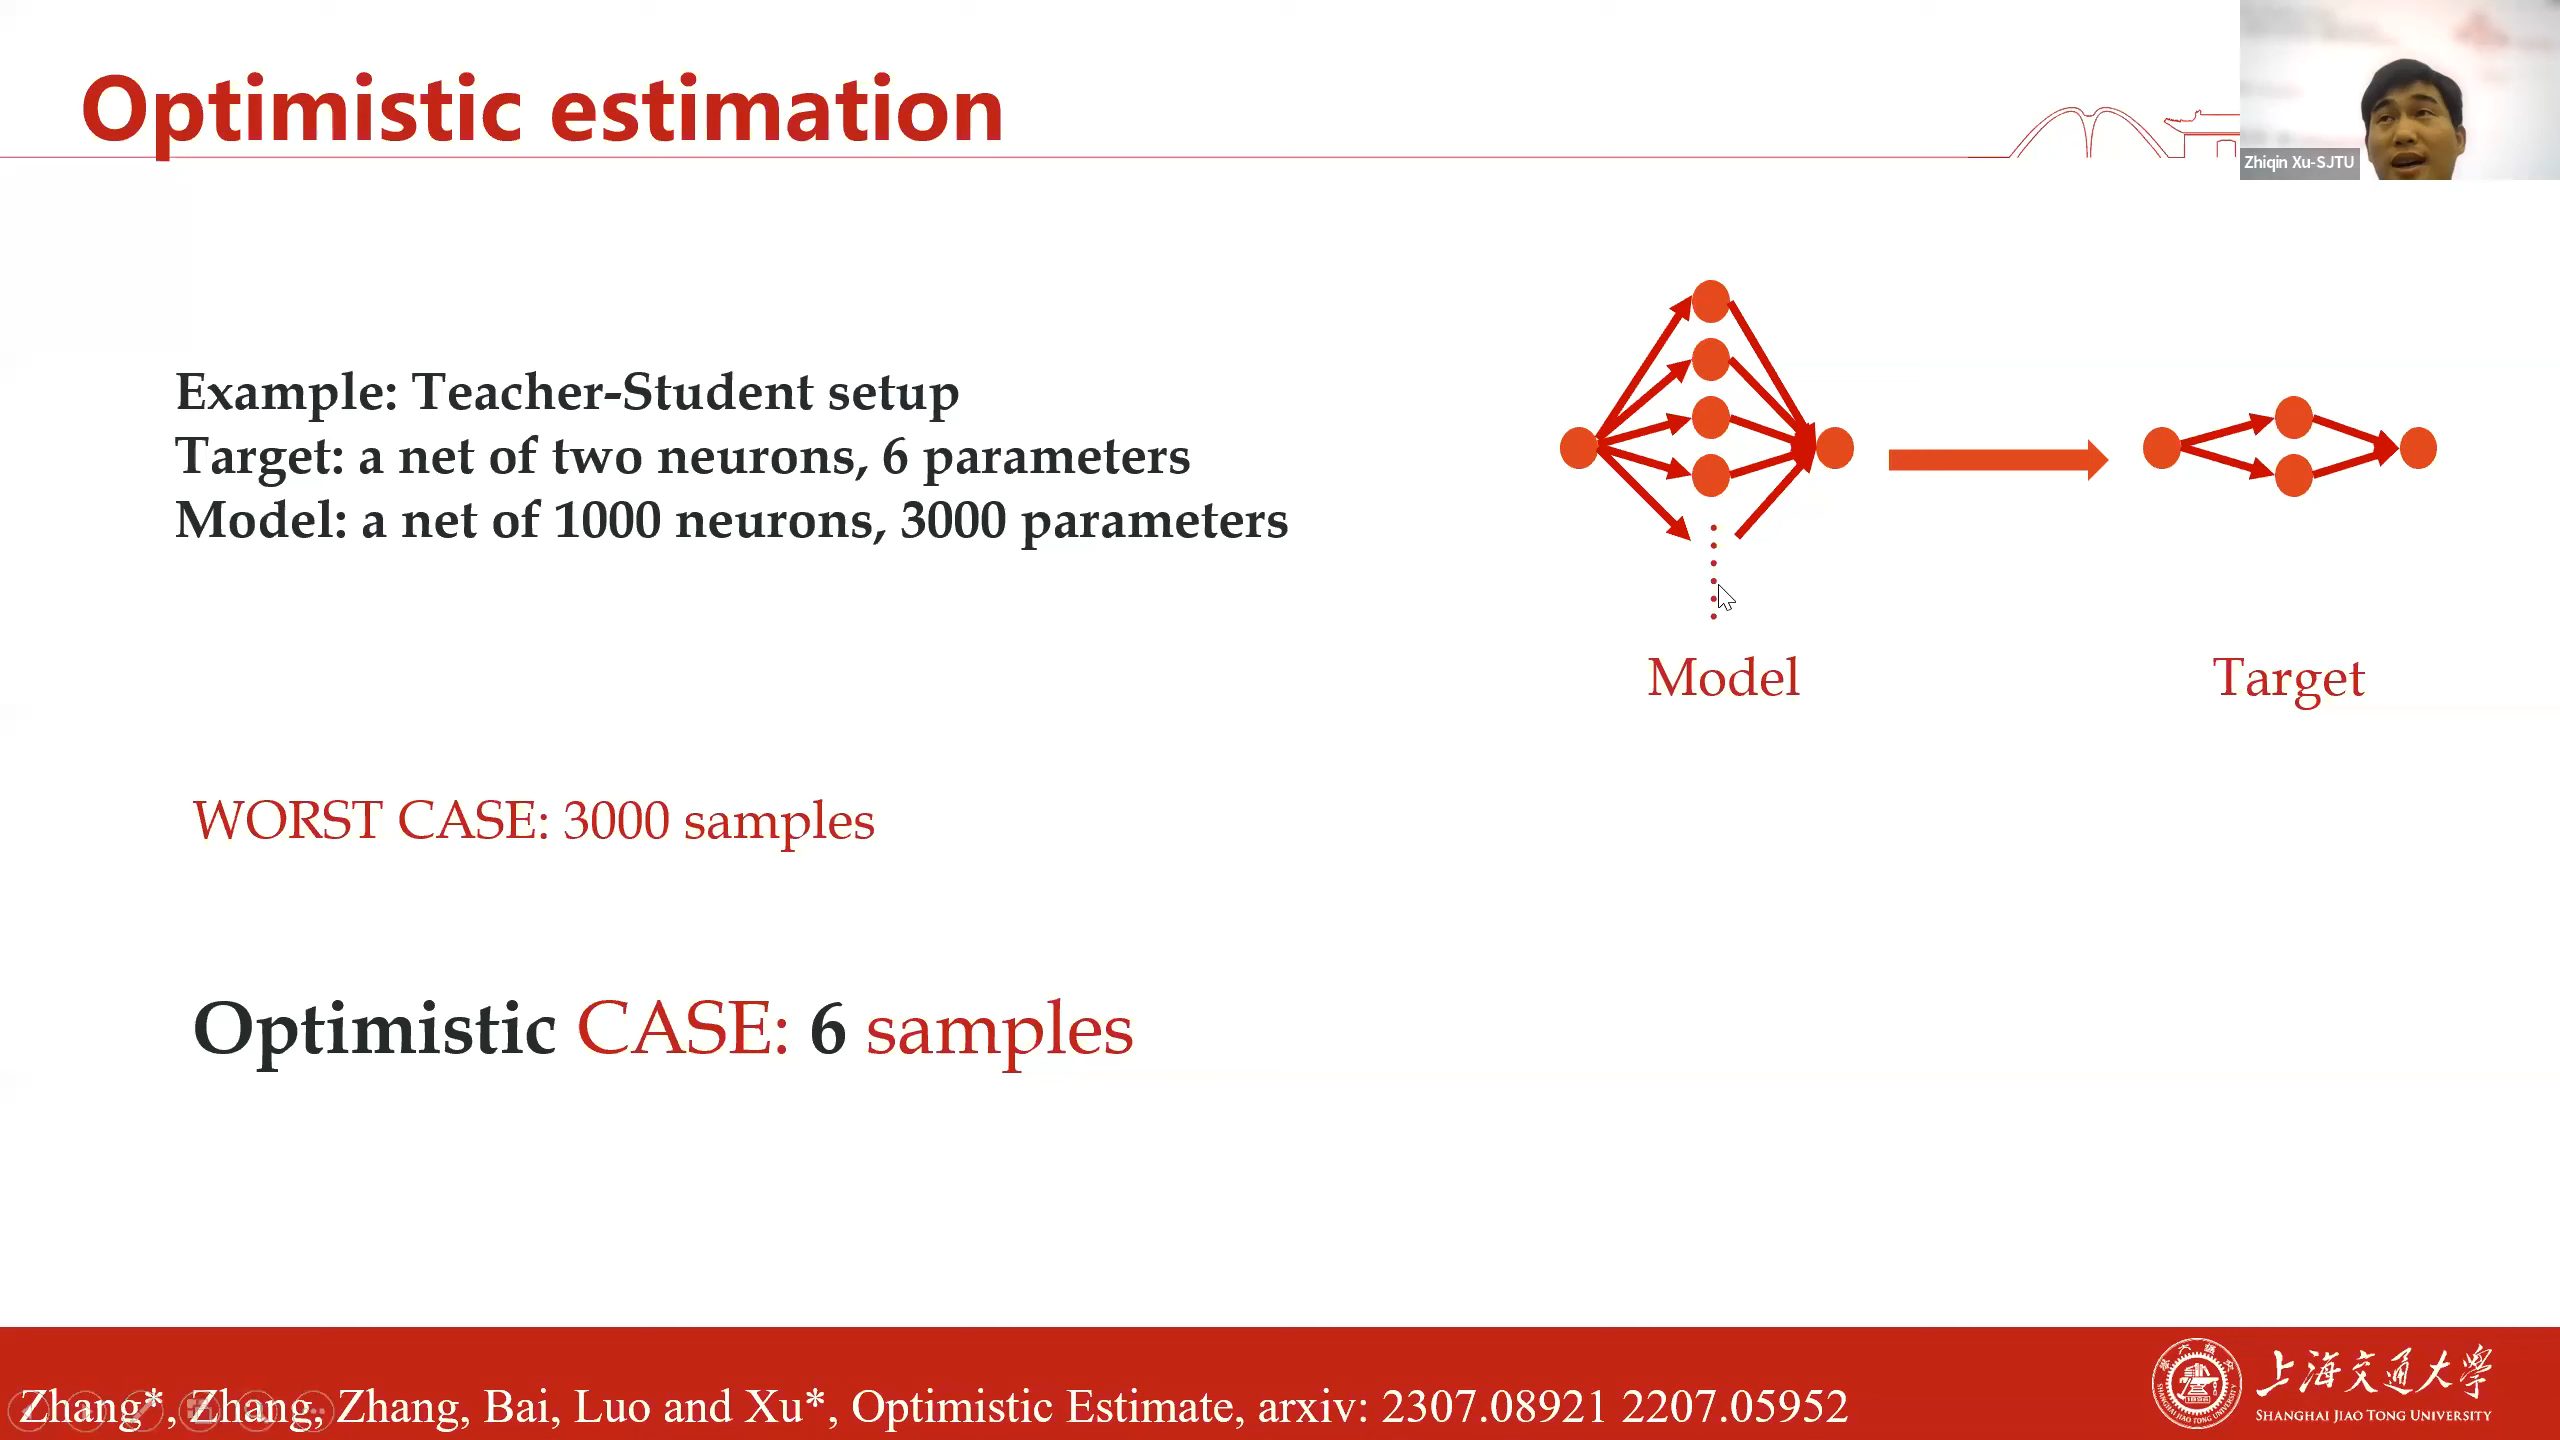 Optimistic estimation
Zhiqin Xu-SJTU
Example: Teacher-Student setup
Target: a net of two neurons, 6 parameters
Model: a net of 1000 neurons, 3000 parameters
Model
Target
WORST CASE: 3000 samples
Optimistic CASE: 6 samples
Zhang*, Zhang, Zhang, Bai, Luo and Xu*, Optimistic Estimate, arxiv: 2307.08921 2207.05952
上海交通大學
SHANGHAI JIAO TONG UNIVERSITY